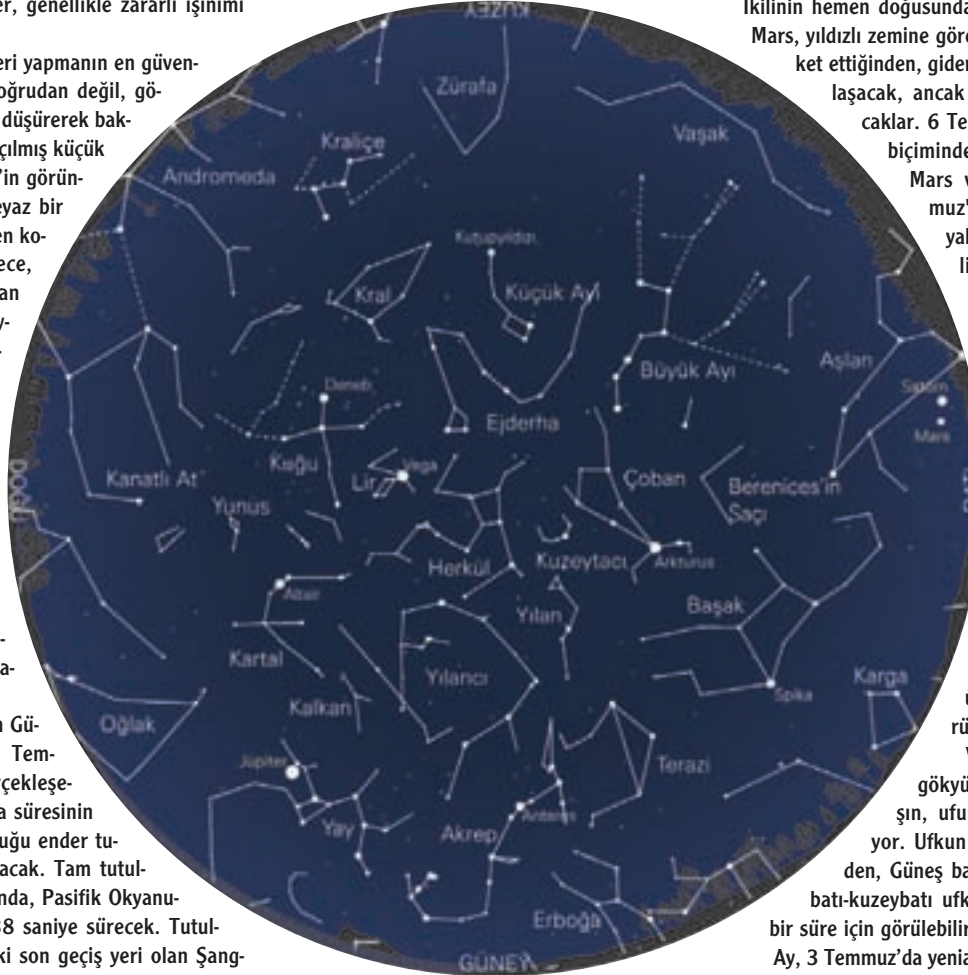 er, genellikle zararlı ışınımı
eri yapmanın en güven-
oğrudan değil, gö-
düşürerek bak-
çılmış küçük
'in görün-
eyaz bir
en ko-
ece,
an
y-
-
a-
n Gü-
Tem-
rçekleşe-
a süresinin
uğu ender tu-
acak. Tam tutul-
nda, Pasifik Okyanu-
38 saniye sürecek. Tutul-
ki son geçiş yeri olan Şang-
KUZEY
Zürafa
Vaşak
Kraliçe
Andromeda
Kutupyıldızı
Kral
Küçük Ayı
Büyük Ayı
Aslan
Satürn
Mars
Deneb
Ejderha
Kuğu
Vega
Lir
Kanatlı At
Çoban
Berenices'in
Saçı
DOĞU
BATI
Yunus
Herkül
Kuzeytacı
Arkturus
Altair
Yılan
Başak
Kartal
Yılancı
Karga
Spika
Kalkan
Oğlak
Jüpiter
Terazi
Yay
Akrep
Antares
Erboğa
GÜNEY
İkilinin hemen doğusunda
Mars, yıldızlı zemine göre
ket ettiğinden, gider
laşacak, ancak
caklar. 6 Te
biçiminde
Mars v
muz'
yal
li
u
rü
gökyü
şın, ufu
yor. Ufkun
den, Güneş ba
batı-kuzeybatı ufk
bir süre için görülebilir
Ay, 3 Temmuz'da yenia